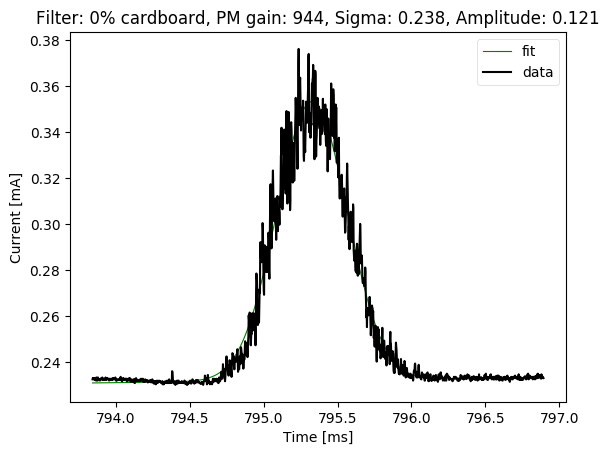 Filter: 0% cardboard, PM gain: 944, Sigma: 0.238, Amplitude: 0.121
fit
data
0.38
0.36
0.34
0.32
0.30
0.28
0.26
0.24
Current [mA]
794.0 794.5 795.0 795.5 796.0 796.5 797.0
Time [ms]